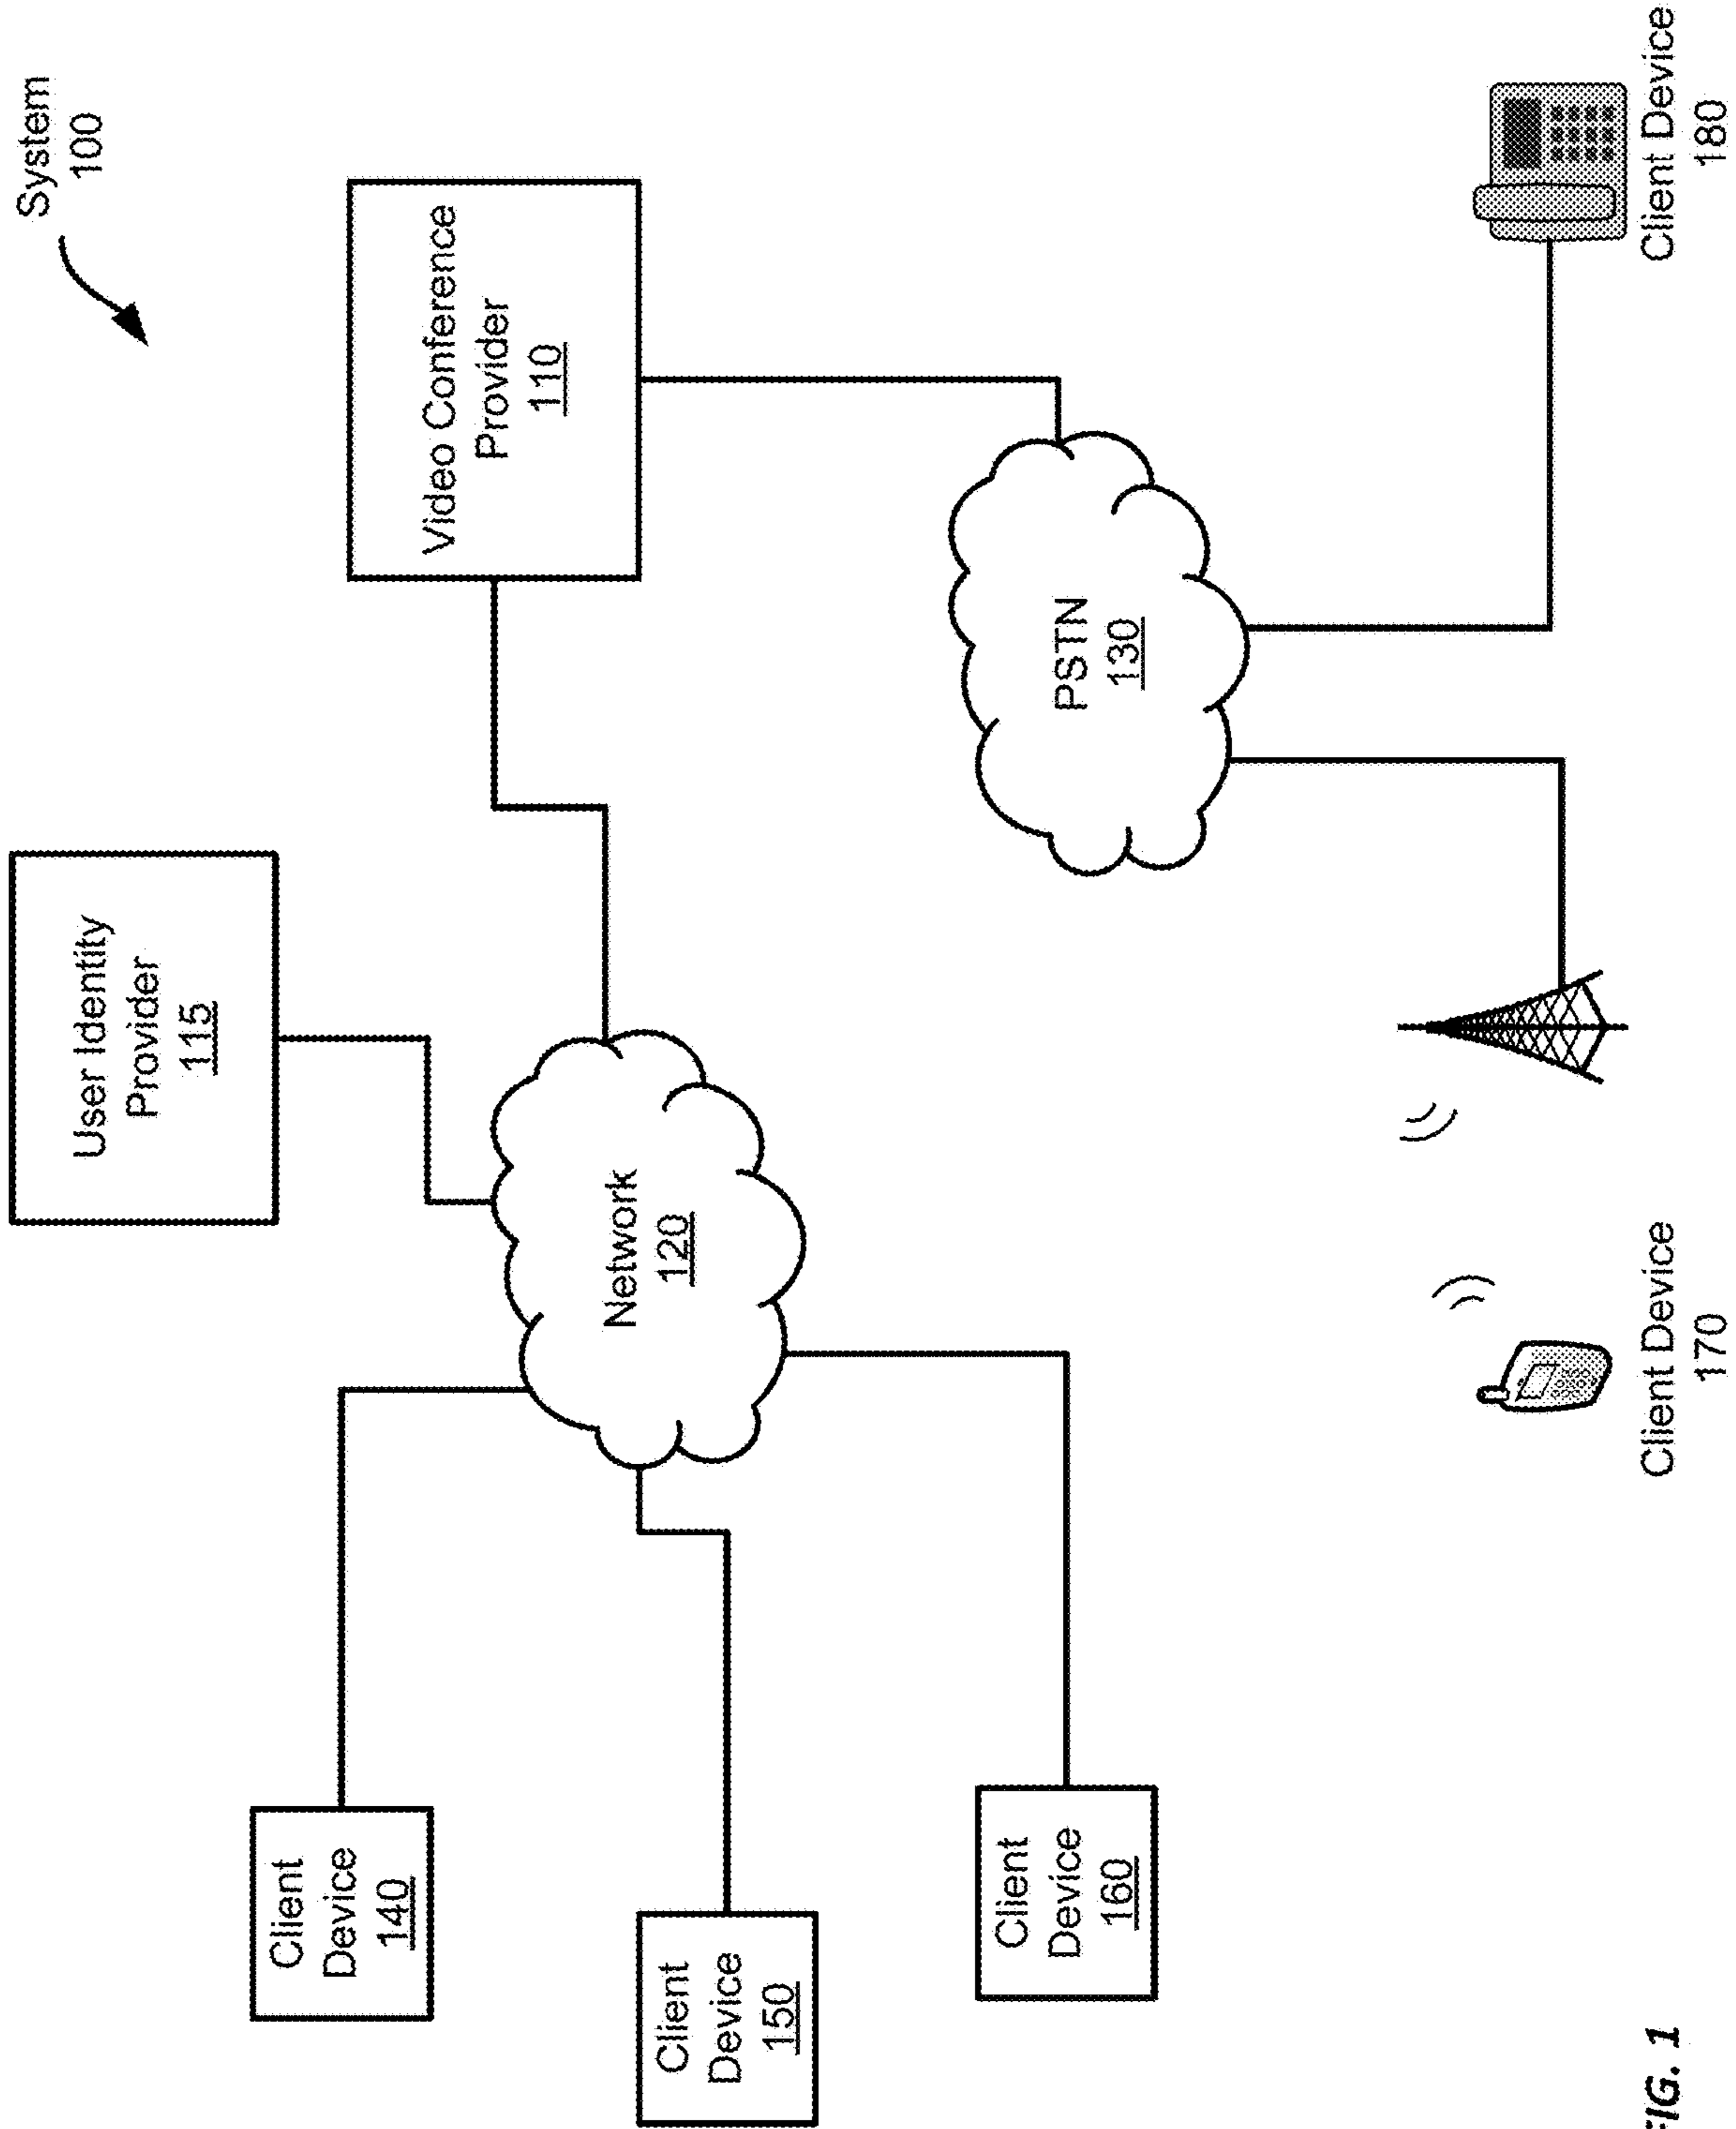 System
100
User Identity
Provider
115
Video Conference
Provider
110
Client
Device
140
Network
120
Client
Device
150
PSTN
130
Client
Device
160
Client Device
170
Client Device
180
FIG. 1